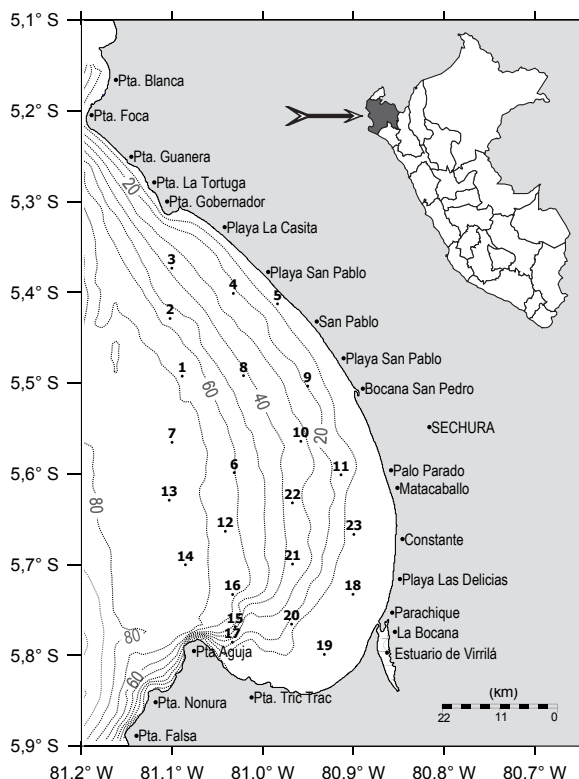 5,1° S
Pta. Blanca
5,2° S
Pta. Foca
Pta. Guanera
20
Pta. La Tortuga
5,3° S
Pta. Gobernador
Playa La Casita
3
Playa San Pablo
4
5,4° S
5
2
San Pablo
Playa San Pablo
1
8
9
5,5° S
60
Bocana San Pedro
40
7
10
20
SECHURA
6
11
5,6° S
Palo Parado
80
13
22
Matacaballo
12
23
5,7° S
14
21
Constante
16
18
Playa Las Delicias
15
20
Parachique
80
17
La Bocana
5,8° S
Pta Aguja
19
Estuario de Virrilá
60
Pta. Nonura
Pta. Tric Trac
(km)
22 11 0
5,9° S
Pta. Falsa
81,2° W 81,1° W 81,0° W 80,9° W 80,8° W 80,7° W